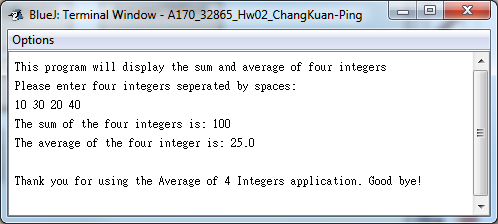 BlueJ: Terminal Window - A170_32865_Hw02_ChangKuan-Ping
Options
This program will display the sum and average of four integers
Please enter four integers seperated by spaces:
10 30 20 40
The sum of the four integers is: 100
The average of the four integer is: 25.0
Thank you for using the Average of 4 Integers application. Good bye!